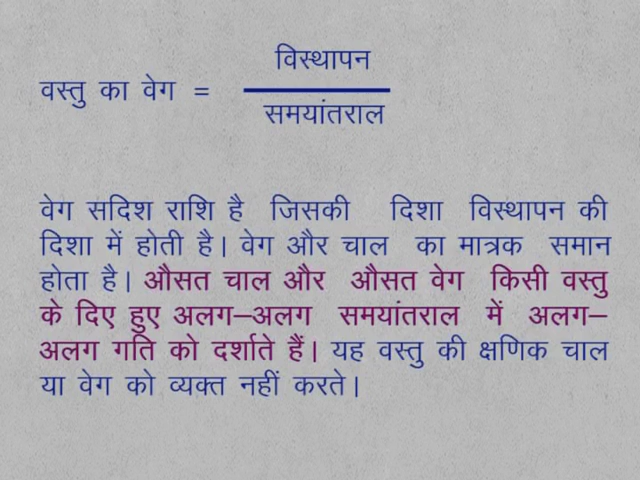 विस्थापन
वस्तु का वेग =
समयांतराल
वेग सदिश राशि है जिसकी दिशा विस्थापन की
दिशा में होती है। वेग और चाल का मात्रक समान
होता है। औसत चाल और औसत वेग किसी वस्तु
के दिए हुए अलग–अलग समयांतराल में अलग–
अलग गति को दर्शाते हैं। यह वस्तु की क्षणिक चाल
या वेग को व्यक्त नहीं करते।